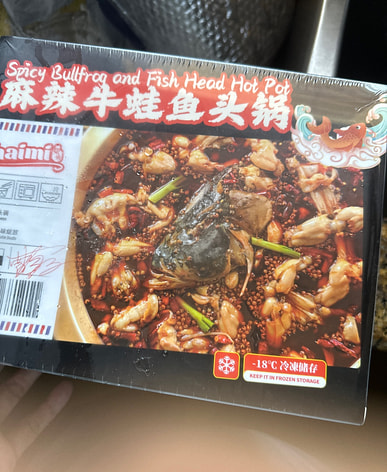 Spicy Bullfrog and Fish Head Hot Pot
麻辣牛蛙鱼头锅
haimi
-18℃ 冷冻储存
KEEP IT IN FROZEN STORAGE